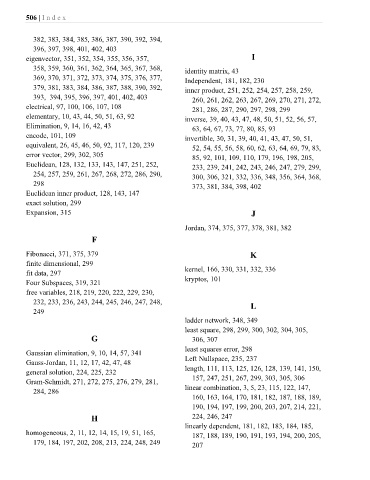 506 | Index
382, 383, 384, 385, 386, 387, 390, 392, 394,
396, 397, 398, 401, 402, 403
eigenvector, 351, 352, 354, 355, 356, 357,
358, 359, 360, 361, 362, 364, 365, 367, 368,
369, 370, 371, 372, 373, 374, 375, 376, 377,
379, 381, 383, 384, 386, 387, 388, 390, 392,
393, 394, 395, 396, 397, 401, 402, 403
electrical, 97, 100, 106, 107, 108
elementary, 10, 43, 44, 50, 51, 63, 92
Elimination, 9, 14, 16, 42, 43
encode, 101, 109
equivalent, 26, 45, 46, 50, 92, 117, 120, 239
error vector, 299, 302, 305
Euclidean, 128, 132, 133, 143, 147, 251, 252,
254, 257, 259, 261, 267, 268, 272, 286, 290,
298
Euclidean inner product, 128, 143, 147
exact solution, 299
Expansion, 315
F
Fibonacci, 371, 375, 379
finite dimensional, 299
fit data, 297
Four Subspaces, 319, 321
free variables, 218, 219, 220, 222, 229, 230,
232, 233, 236, 243, 244, 245, 246, 247, 248,
249
G
Gaussian elimination, 9, 10, 14, 57, 341
Gauss-Jordan, 11, 12, 17, 42, 47, 48
general solution, 224, 225, 232
Gram-Schmidt, 271, 272, 275, 276, 279, 281,
284, 286
H
homogeneous, 2, 11, 12, 14, 15, 19, 51, 165,
179, 184, 197, 202, 208, 213, 224, 248, 249
I
identity matrix, 43
Independent, 181, 182, 230
inner product, 251, 252, 254, 257, 258, 259,
260, 261, 262, 263, 267, 269, 270, 271, 272,
281, 286, 287, 290, 297, 298, 299
inverse, 39, 40, 43, 47, 48, 50, 51, 52, 56, 57,
63, 64, 67, 73, 77, 80, 85, 93
invertible, 30, 31, 39, 40, 41, 43, 47, 50, 51,
52, 54, 55, 56, 58, 60, 62, 63, 64, 69, 79, 83,
85, 92, 101, 109, 110, 179, 196, 198, 205,
233, 239, 241, 242, 243, 246, 247, 279, 299,
300, 306, 321, 332, 336, 348, 356, 364, 368,
373, 381, 384, 398, 402
J
Jordan, 374, 375, 377, 378, 381, 382
K
kernel, 166, 330, 331, 332, 336
kryptos, 101
L
ladder network, 348, 349
least square, 298, 299, 300, 302, 304, 305,
306, 307
least squares error, 298
Left Nullspace, 235, 237
length, 111, 113, 125, 126, 128, 139, 141, 150,
157, 247, 251, 267, 299, 303, 305, 306
linear combination, 3, 5, 23, 115, 122, 147,
160, 163, 164, 170, 181, 182, 187, 188, 189,
190, 194, 197, 199, 200, 203, 207, 214, 221,
224, 246, 247
linearly dependent, 181, 182, 183, 184, 185,
187, 188, 189, 190, 191, 193, 194, 200, 205,
207